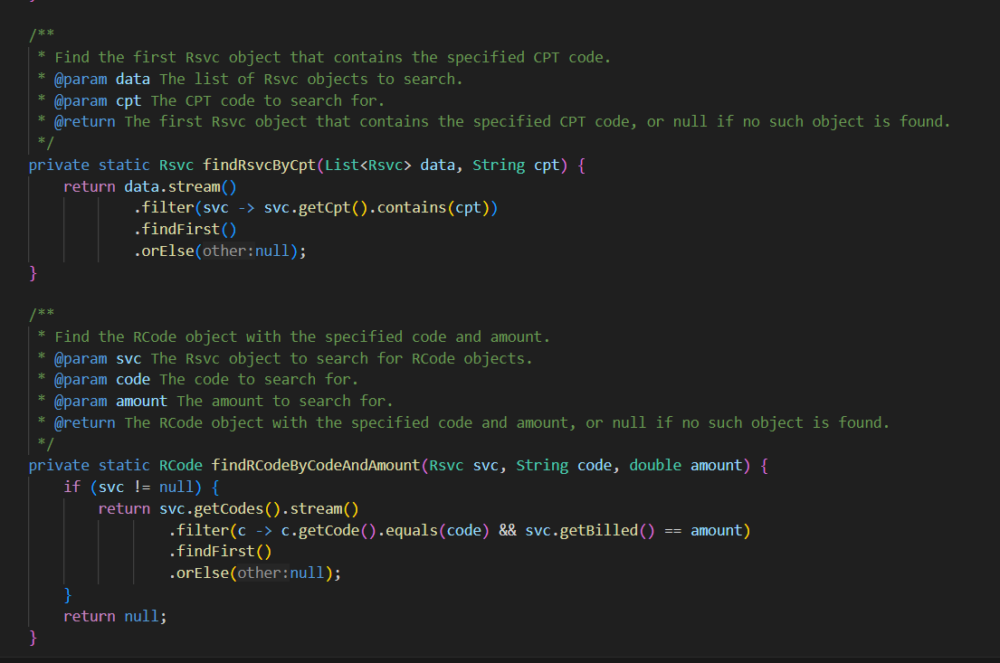 /**
 * Find the first Rsvc object that contains the specified CPT code.
 * @param data The list of Rsvc objects to search.
 * @param cpt The CPT code to search for.
 * @return The first Rsvc object that contains the specified CPT code, or null if no such object is found.
 */
private static Rsvc findRsvcByCpt(List<Rsvc> data, String cpt) {
    return data.stream()
            .filter(svc -> svc.getCpt().contains(cpt))
            .findFirst()
            .orElse(other:null);
}
/**
 * Find the RCode object with the specified code and amount.
 * @param svc The Rsvc object to search for RCode objects.
 * @param code The code to search for.
 * @param amount The amount to search for.
 * @return The RCode object with the specified code and amount, or null if no such object is found.
 */
private static RCode findRCodeByCodeAndAmount(Rsvc svc, String code, double amount) {
    if (svc != null) {
        return svc.getCodes().stream()
                .filter(c -> c.getCode().equals(code) && svc.getBilled() == amount)
                .findFirst()
                .orElse(other:null);
    }
    return null;
}